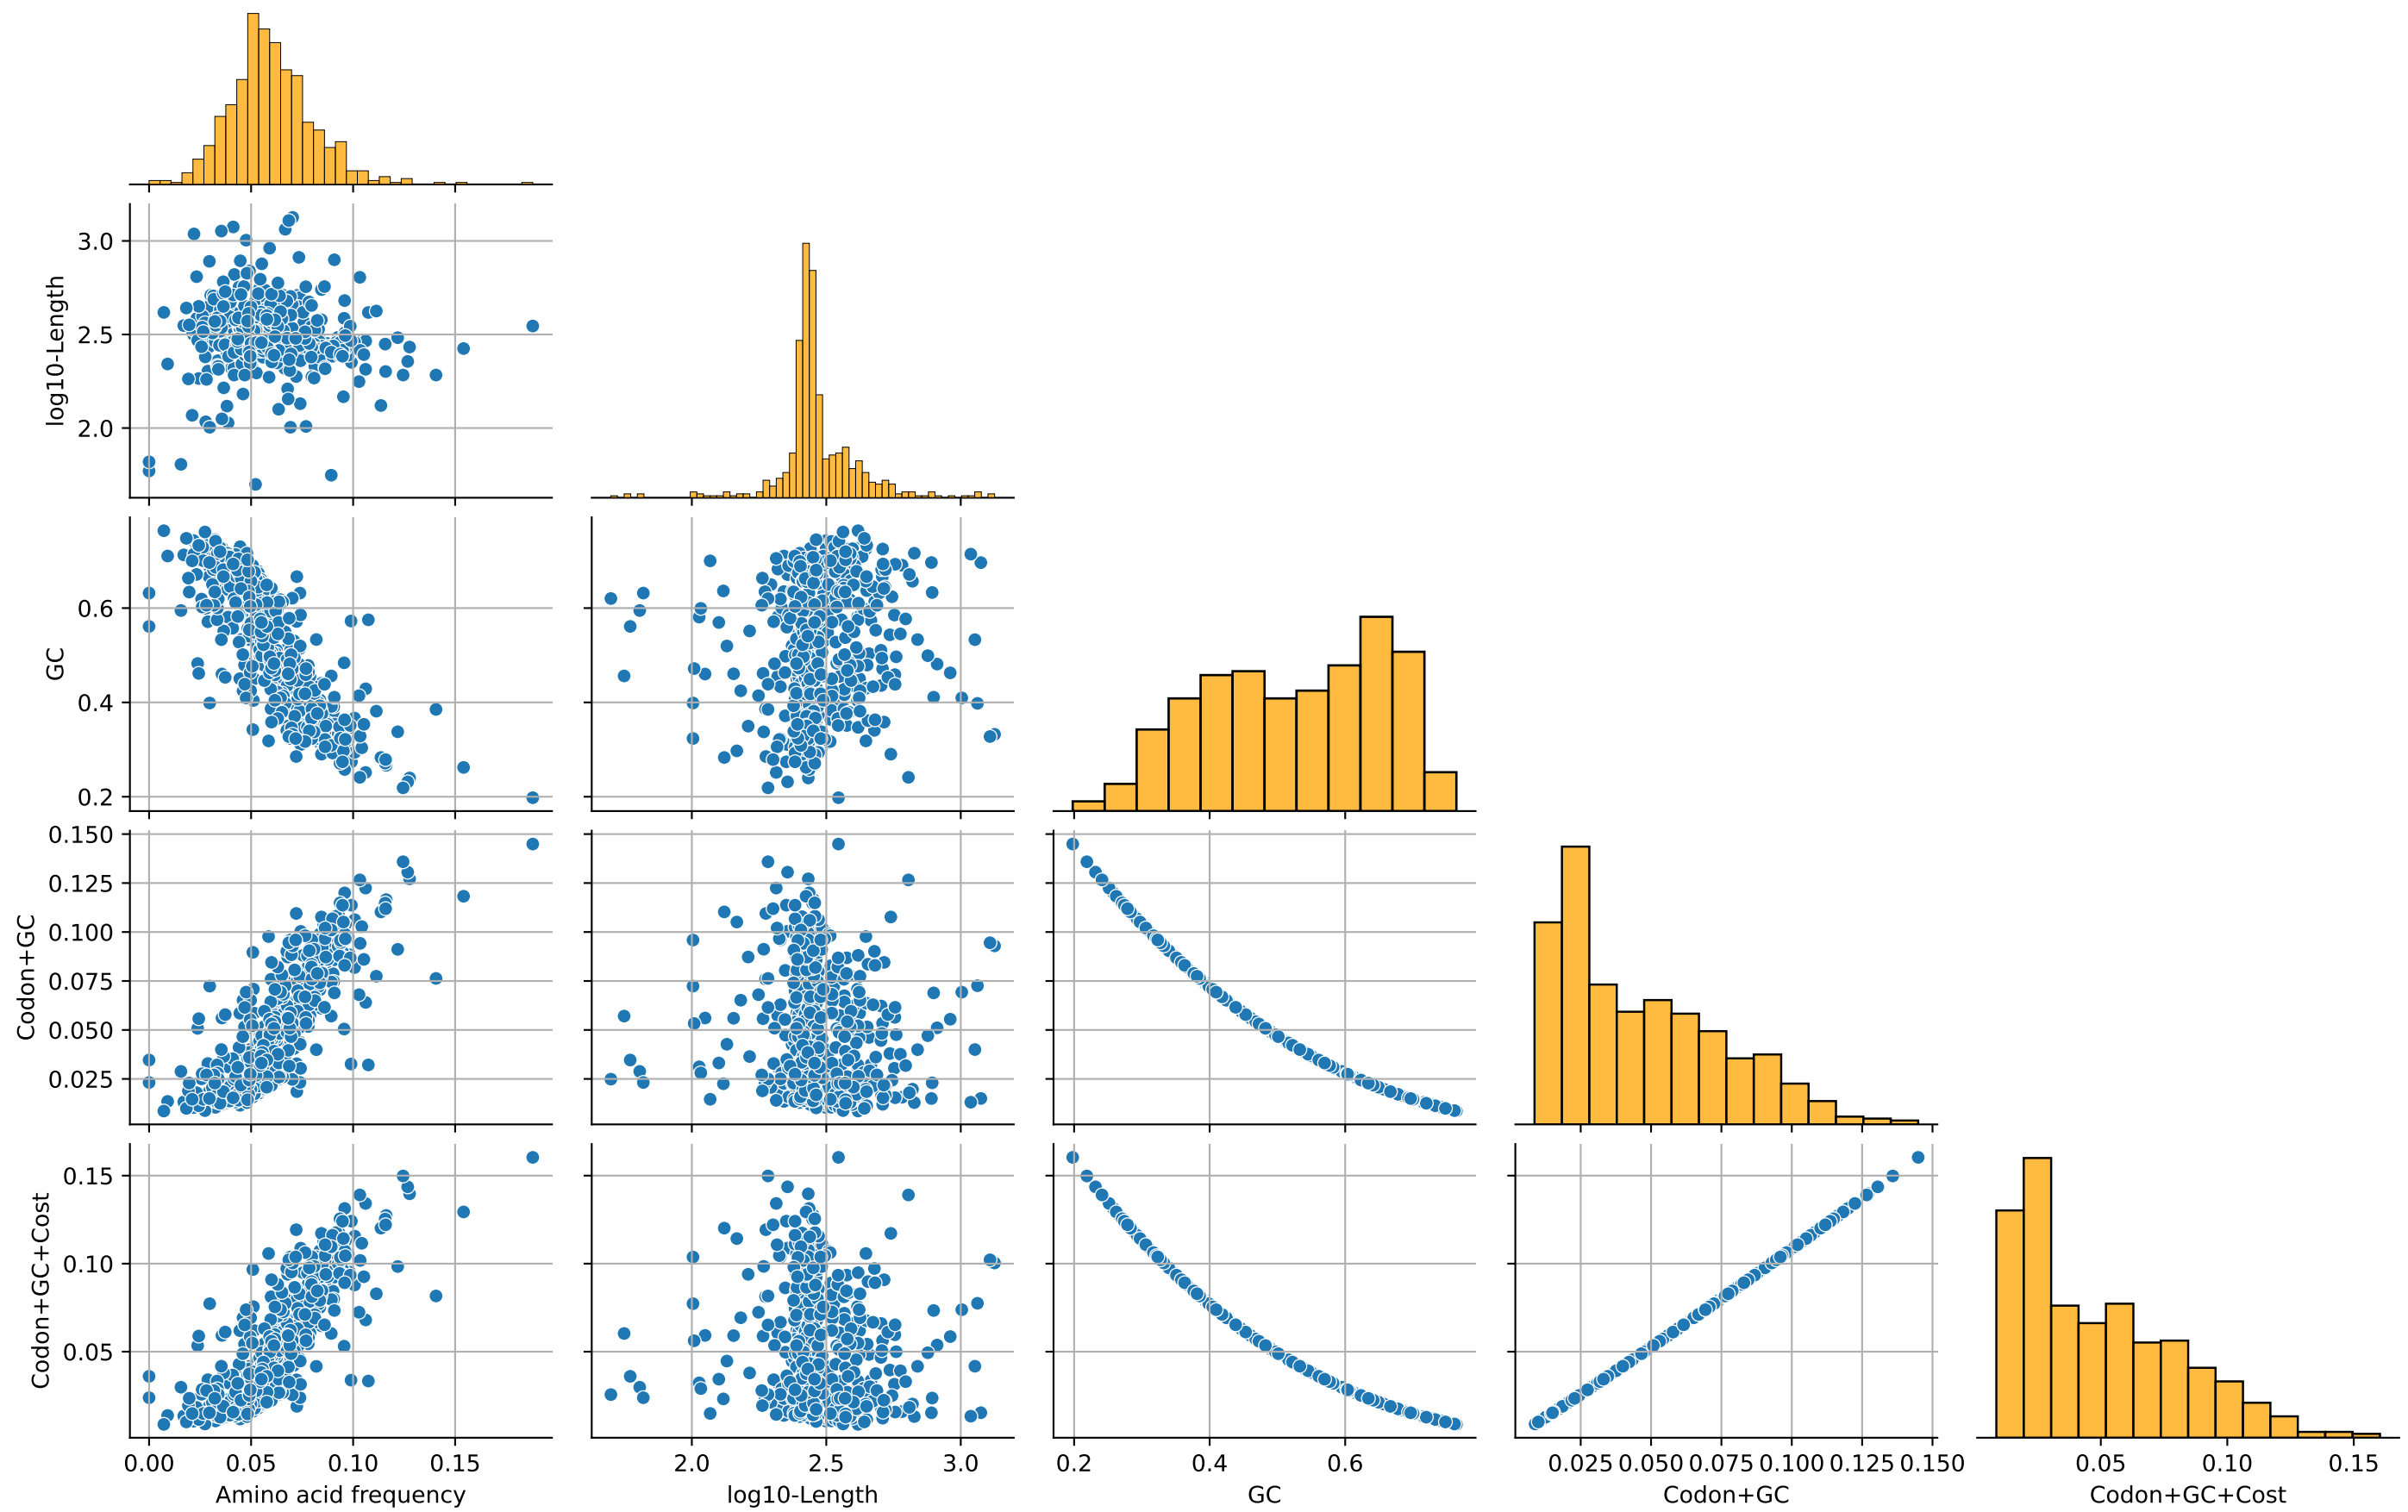 3.0
2.5
2.0
log10-Length
0.6
0.4
0.2
GC
0.150
0.125
0.100
0.075
0.050
0.025
Codon+GC
0.15
0.10
0.05
Codon+GC+Cost
0.00 0.05 0.10 0.15
Amino acid frequency
2.0 2.5 3.0
log10-Length
0.2 0.4 0.6
GC
0.025 0.050 0.075 0.100 0.125 0.150
Codon+GC
0.05 0.10 0.15
Codon+GC+Cost